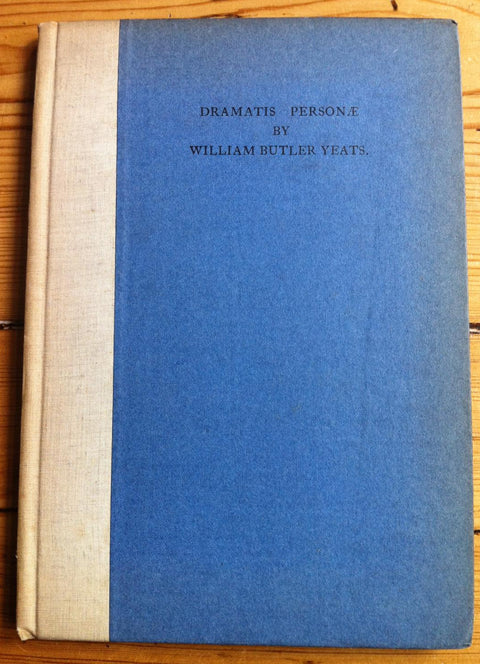 DRAMATIS PERSONÆ
BY
WILLIAM BUTLER YEATS.